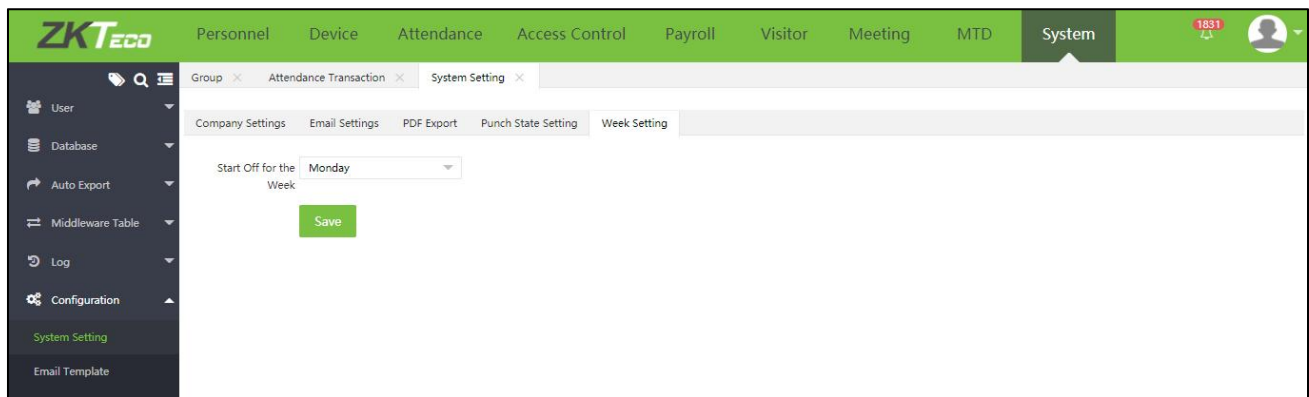 ZKTECO Personnel Device Attendance Access Control Payroll Visitor Meeting MTD System 1831
Group Attendance Transaction System Setting
User
Company Settings Email Settings PDF Export Punch State Setting Week Setting
Database
Start Off for the Monday
Week
Auto Export
Save
Middleware Table
Log
Configuration
System Setting
Email Template